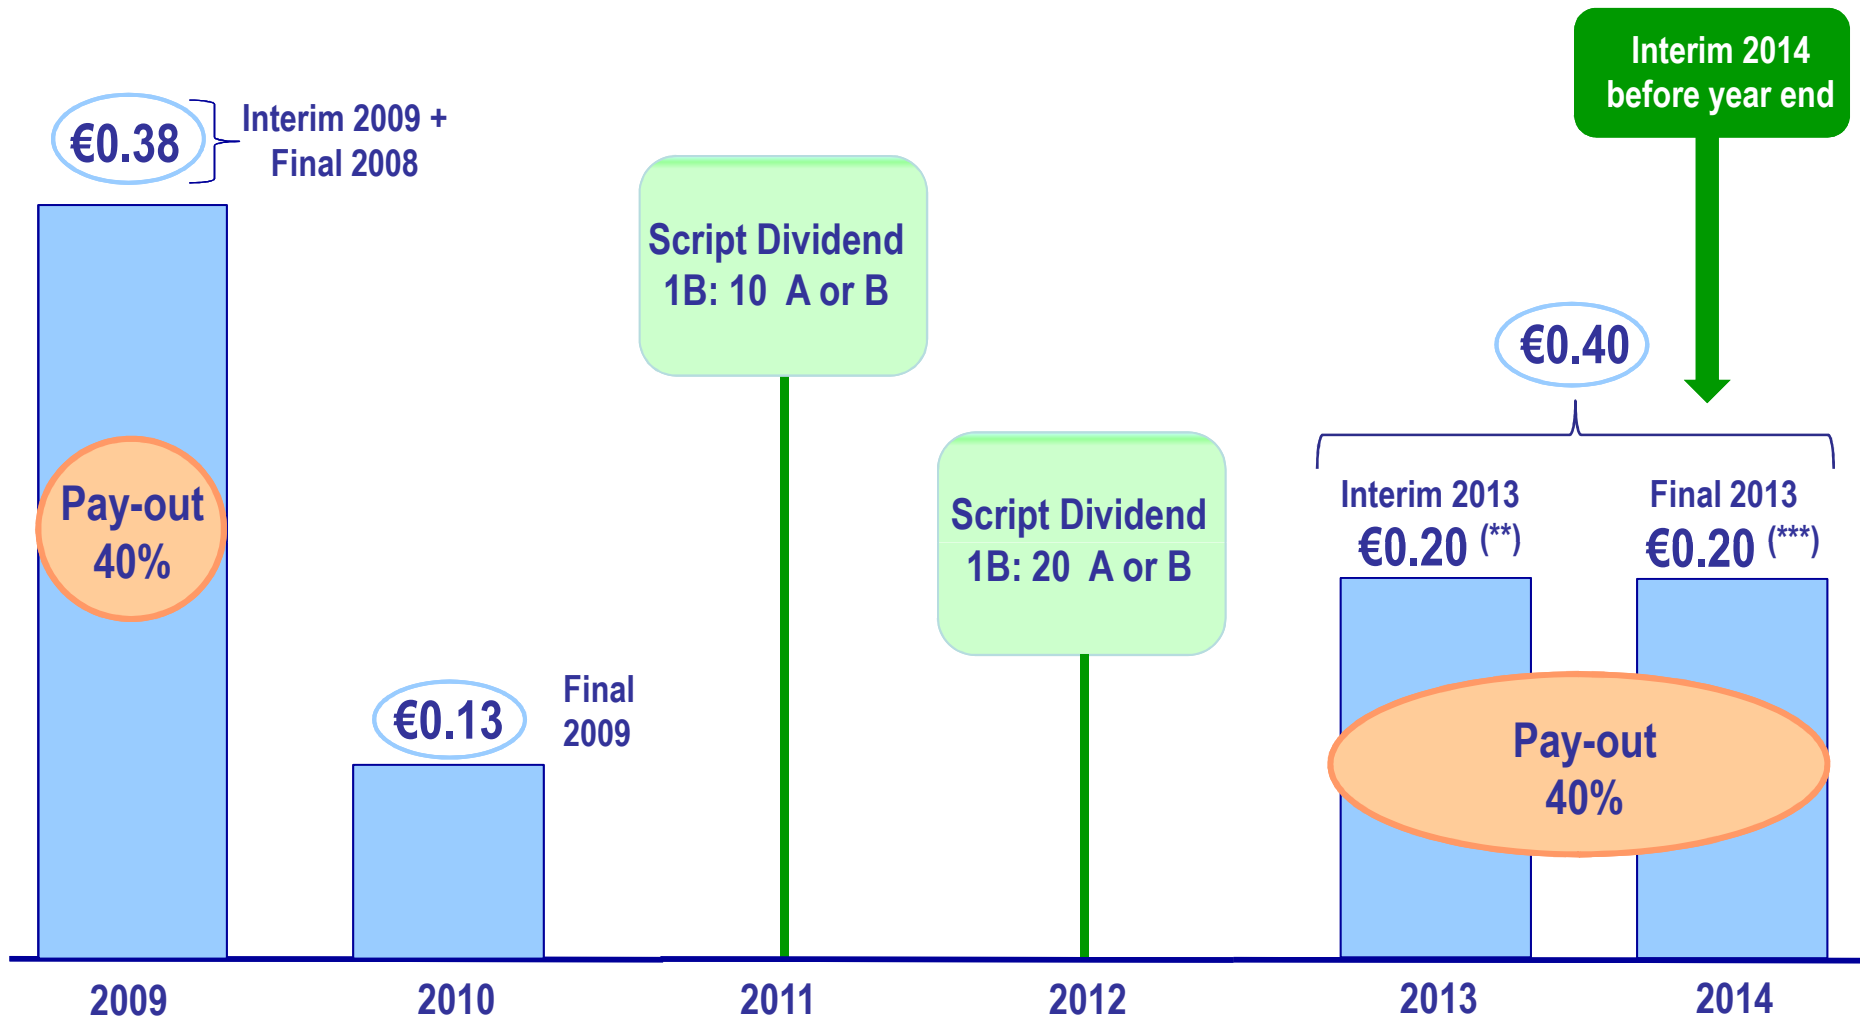 Interim 2014
before year end
€0.38
Interim 2009 +
Final 2008
Script Dividend
1B: 10 A or B
€0.40
Pay-out
40%
Script Dividend
1B: 20 A or B
Interim 2013
€0.20 (**)
Final 2013
€0.20 (***)
€0.13
Final
2009
Pay-out
40%
2009
2010
2011
2012
2013
2014